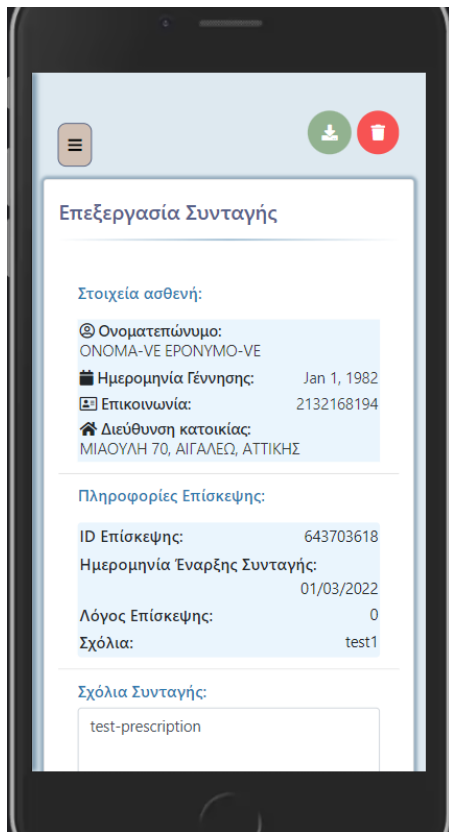 Επεξεργασία Συνταγής
Στοιχεία ασθενή:
Ονοματεπώνυμο:
ONOMA-VE EPONYMO-VE
Ημερομηνία Γέννησης: Jan 1, 1982
Επικοινωνία: 2132168194
Διεύθυνση κατοικίας:
ΜΙΑΟΥΛΗ 70, ΑΙΓΑΛΕΩ, ΑΤΤΙΚΗΣ
Πληροφορίες Επίσκεψης:
ID Επίσκεψης: 643703618
Ημερομηνία Έναρξης Συνταγής:
01/03/2022
Λόγος Επίσκεψης: 0
Σχόλια: test1
Σχόλια Συνταγής:
test-prescription